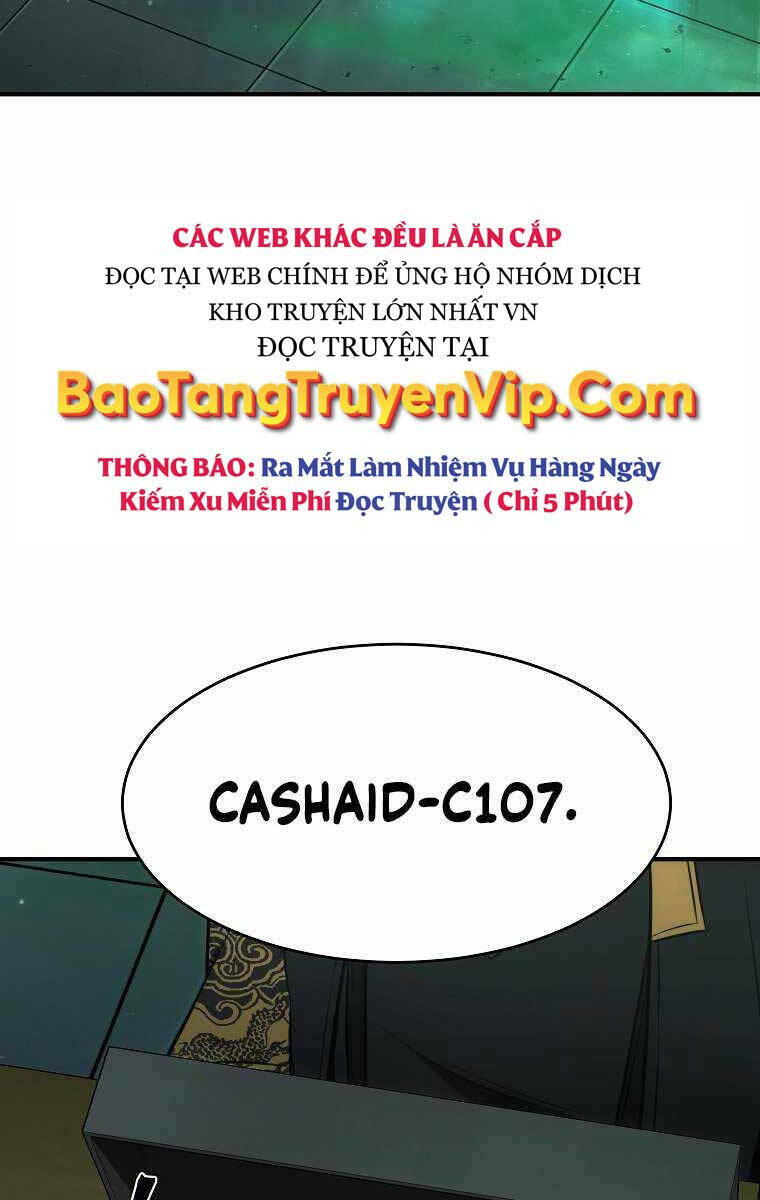 CÁC WEB KHÁC ĐỀU LÀ ĂN CẮP
ĐỌC TẠI WEB CHÍNH ĐỂ ỦNG HỘ NHÓM DỊCH
KHO TRUYỆN LỚN NHẤT VN
ĐỌC TRUYỆN TẠI
BaoTangTruyenVip.Com
THÔNG BÁO: Ra Mắt Làm Nhiệm Vụ Hàng Ngày
Kiếm Xu Miễn Phí Đọc Truyện ( Chỉ 5 Phút)
CASHAID-C107.